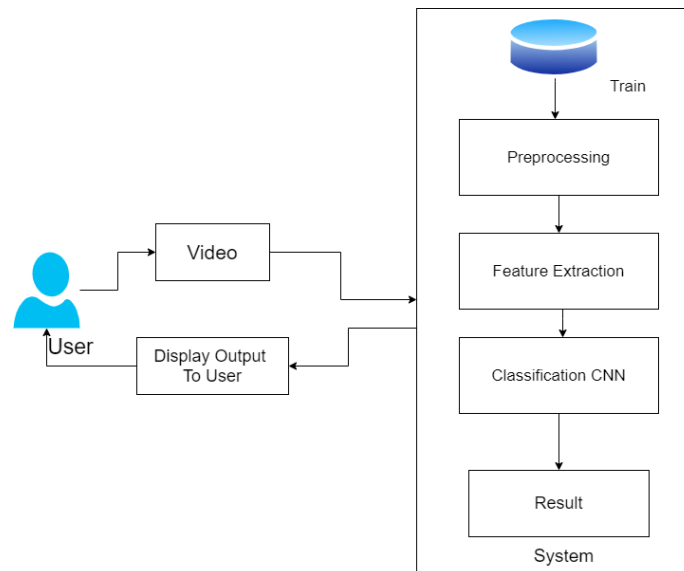 Train
Preprocessing
Video
Feature Extraction
User
Display Output
To User
Classification CNN
Result
System